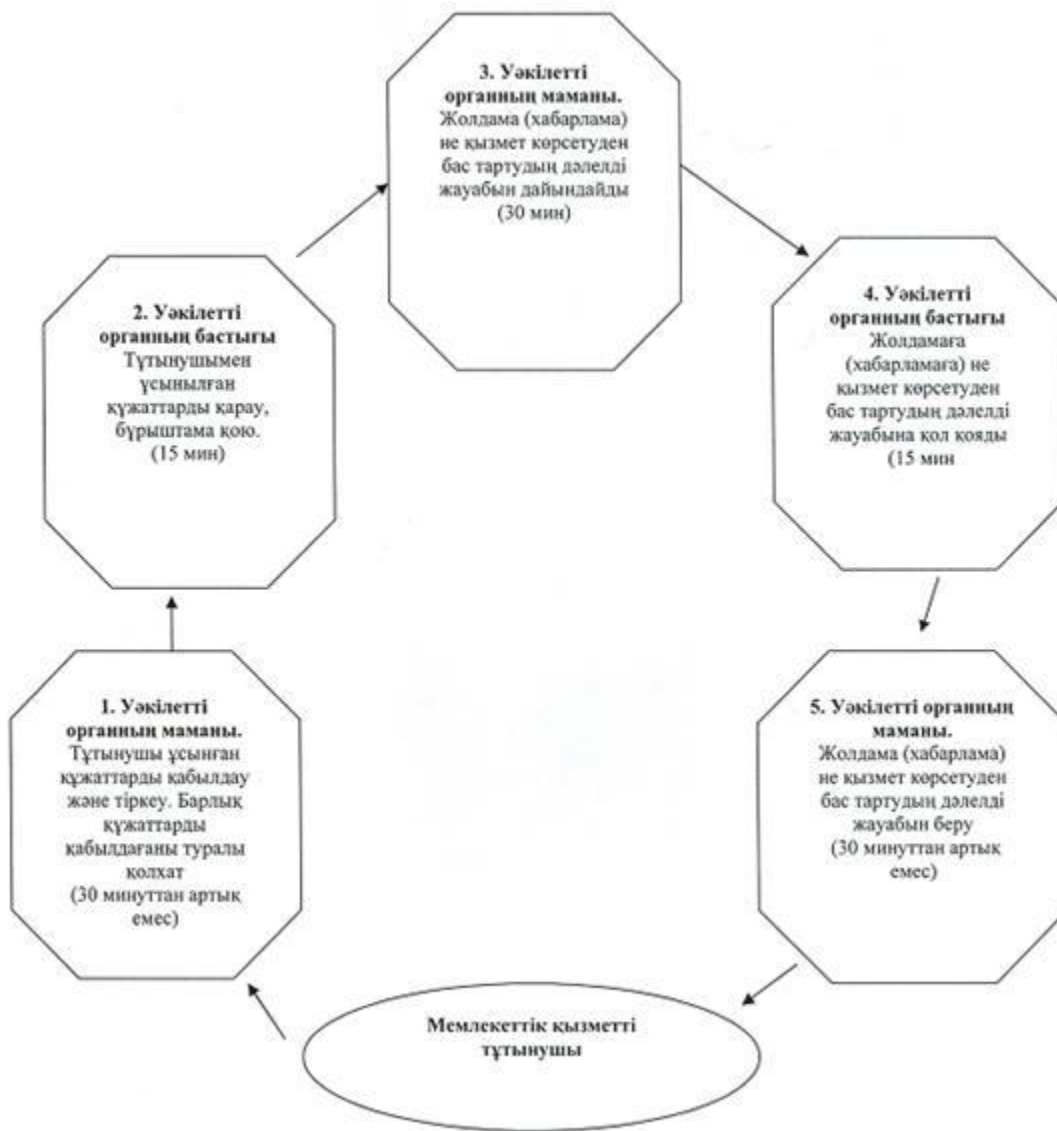 3. Уәкілетті
органның маманы.
Жолдама (хабарлама)
не қызмет көрсетуден
бас тартудың дәлелді
жауабын дайындайды
(30 мин)
2. Уәкілетті
органның бастығы
Тұтынушымен
ұсынылған
құжаттарды қарау,
бұрыштама қою.
(15 мин)
4. Уәкілетті
органның бастығы
Жолдамаға
(хабарламаға) не
қызмет көрсетуден
бас тартудың дәлелді
жауабына қол қояды
(15 мин
1. Уәкілетті
органның маманы.
Тұтынушы ұсынған
құжаттарды қабылдау
және тіркеу. Барлық
құжаттарды
қабылдағаны туралы
қолхат
(30 минуттан артық
емес)
5. Уәкілетті органның
маманы.
Жолдама (хабарлама)
не қызмет көрсетуден
бас тартудың дәлелді
жауабын беру
(30 минуттан артық
емес)
Мемлекеттік қызметті
тұтынушы